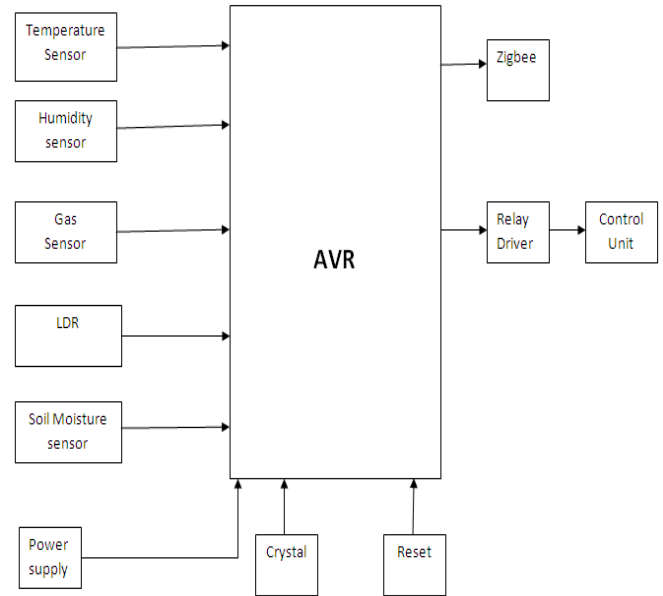 Temperature
Sensor
Humidity
sensor
Gas
Sensor
LDR
Soil Moisture
sensor
Power
supply
AVR
Crystal
Reset
Zigbee
Relay
Driver
Control
Unit